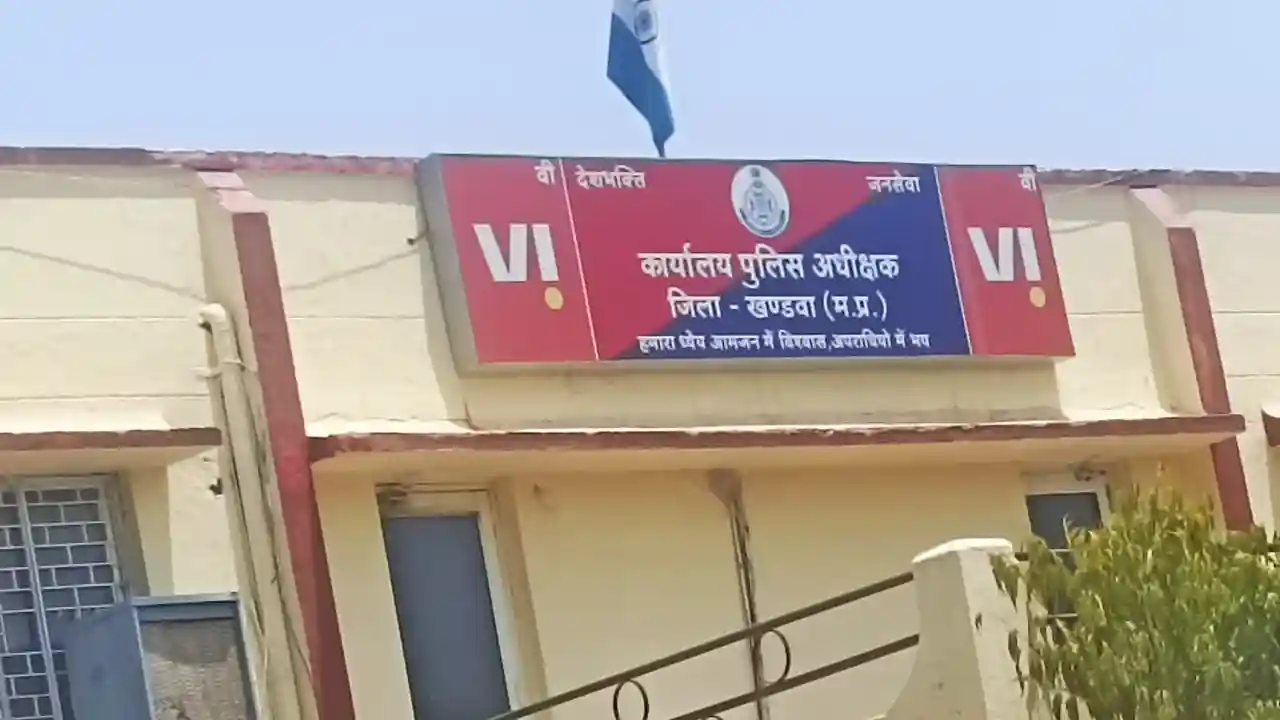 वी
VI
देशभक्ति जनसेवा
कार्यालय पुलिस अधीक्षक
जिला - खण्डवा (म.प्र.)
हमारा ध्येय आमजन में विश्वास,अपराधियो में भय
वी
VI